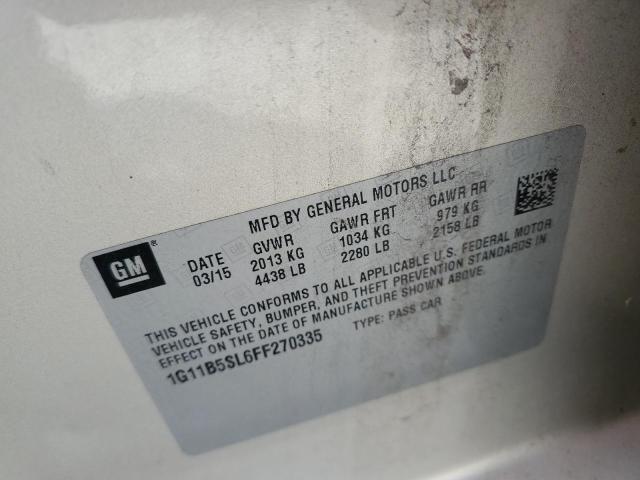 MFD BY GENERAL MOTORS LLC
GM ®
DATE GVWR GAWR FRT GAWR RR
03/15 2013 KG 1034 KG 979 KG
4438 LB 2280 LB 2158 LB
THIS VEHICLE CONFORMS TO ALL APPLICABLE U.S. FEDERAL MOTOR
VEHICLE SAFETY, BUMPER, AND THEFT PREVENTION STANDARDS IN
EFFECT ON THE DATE OF MANUFACTURE SHOWN ABOVE.
1G11B5SL6FF270335 TYPE: PASS CAR